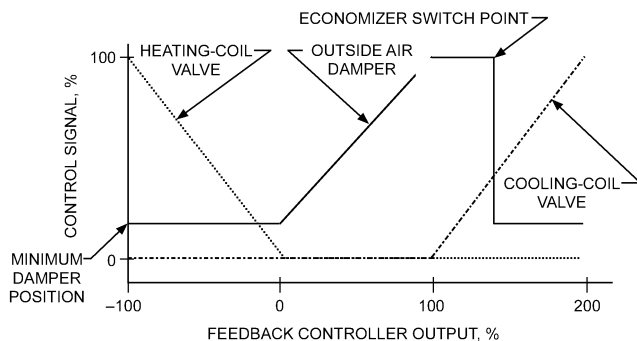 ECONOMIZER SWITCH POINT
HEATING-COIL
VALVE
OUTSIDE AIR
DAMPER
100
CONTROL SIGNAL, %
COOLING-COIL
VALVE
MINIMUM
DAMPER
POSITION
0
–100
0
100
200
FEEDBACK CONTROLLER OUTPUT, %